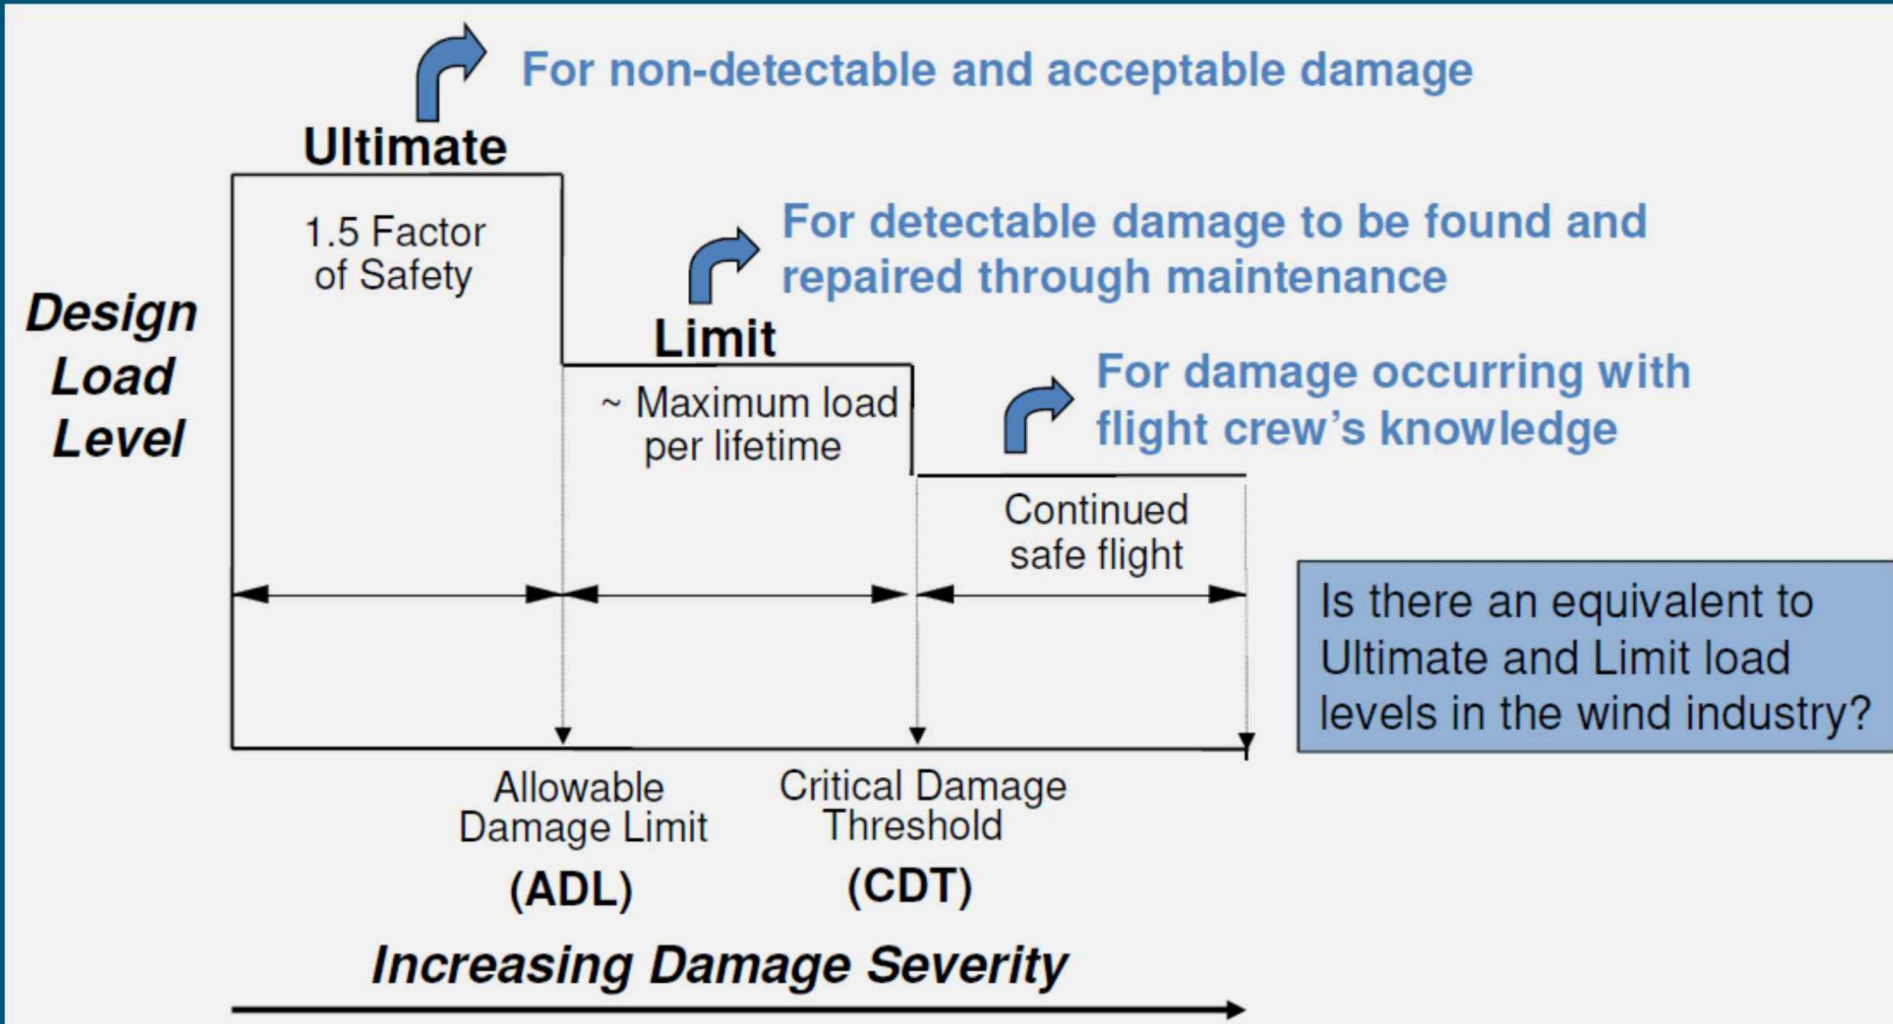 For non-detectable and acceptable damage
Ultimate
1.5 Factor
of Safety
For detectable damage to be found and
repaired through maintenance
Limit
~ Maximum load
per lifetime
For damage occurring with
flight crew's knowledge
Continued
safe flight
Design
Load
Level
Is there an equivalent to
Ultimate and Limit load
levels in the wind industry?
Allowable
Damage Limit
(ADL)
Critical Damage
Threshold
(CDT)
Increasing Damage Severity